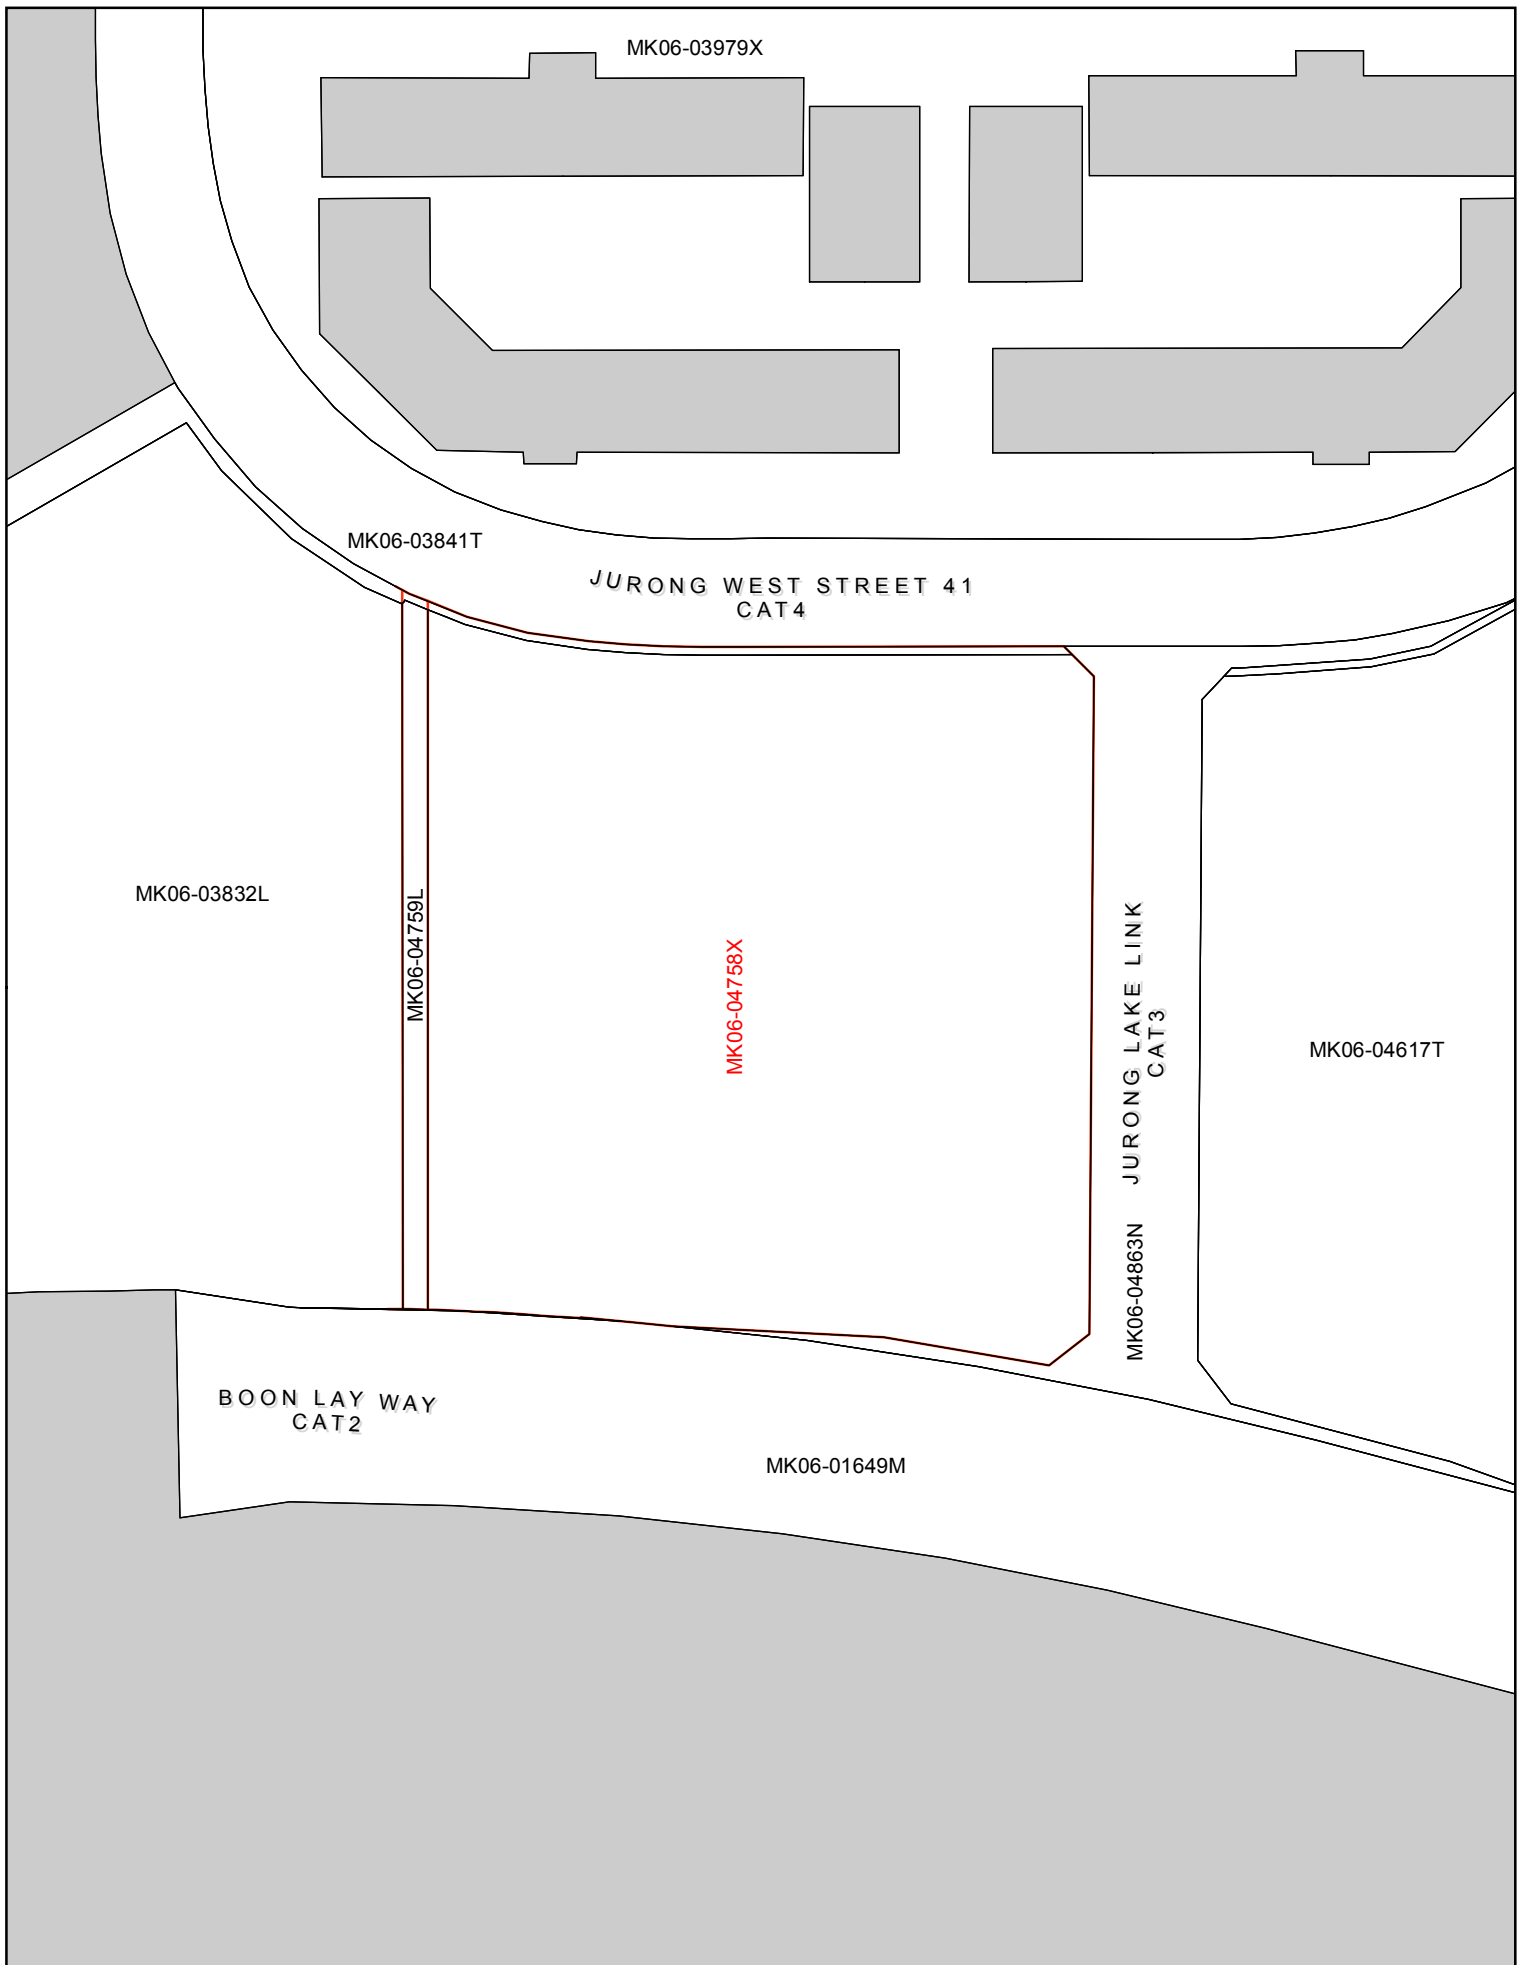 MK06-03979X
MK06-03841T
JURONG WEST STREET 41
CAT4
MK06-03832L
MK06-04759L
MK06-04758X
JURONG LAKE LINK
CAT3
MK06-04617T
MK06-04863N
BOON LAY WAY
CAT2
MK06-01649M